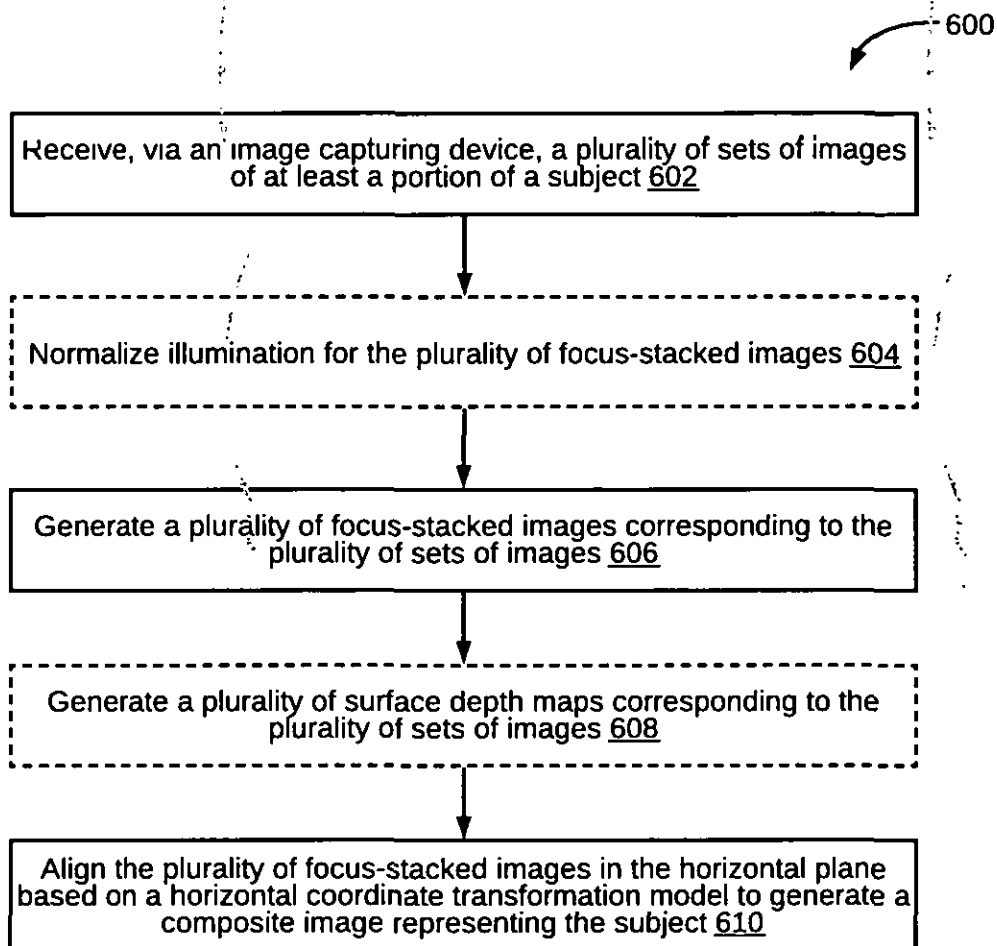 600
Receive, via an image capturing device, a plurality of sets of images
of at least a portion of a subject 602
Normalize illumination for the plurality of focus-stacked images 604
Generate a plurality of focus-stacked images corresponding to the
plurality of sets of images 606
Generate a plurality of surface depth maps corresponding to the
plurality of sets of images 608
Align the plurality of focus-stacked images in the horizontal plane
based on a horizontal coordinate transformation model to generate a
composite image representing the subject 610